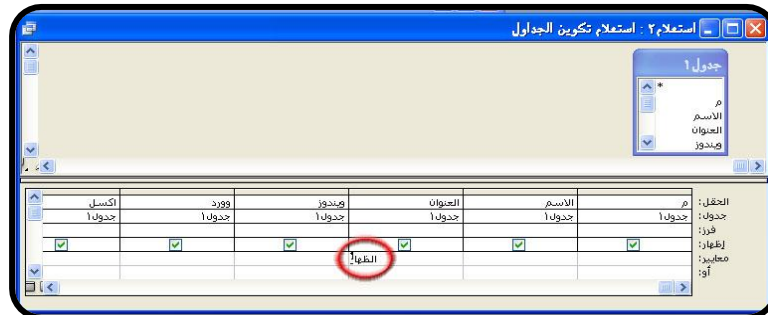 استعلام٢ : استعلام تكوين الجداول
جدول١
*
م
الاسم
العنوان
ويندوز
الحقل: م الاسم العنوان ويندوز وورد اكسل
جدول: جدول١ جدول١ جدول١ جدول١ جدول١ جدول١
فرز:
إظهار:
معايير: الظها
أو: